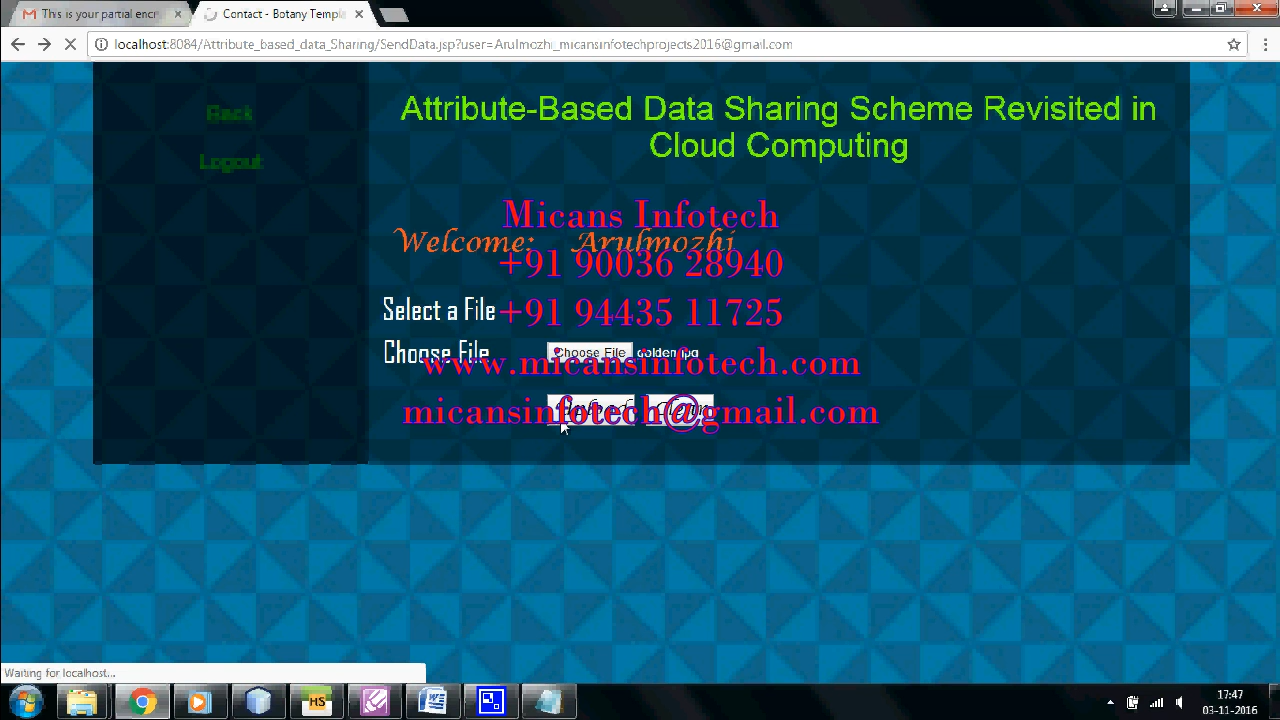 This is your partial enc
Contact - Botany Templ
localhost:8084/Attribute_based_data_Sharing/SendData.jsp?user=Arulmozhi_micansinfotechprojects2016@gmail.com
Back
Logout
Attribute-Based Data Sharing Scheme Revisited in
Cloud Computing
Micans Infotech
Welcome: Arulmozhi
+91 90036 28940
Select a File
+91 94435 11725
Choose File
Choose File
www.micansinfotech.com
Upload
micansinfotech@gmail.com
Waiting for localhost...
HS
17:47
03-11-2016